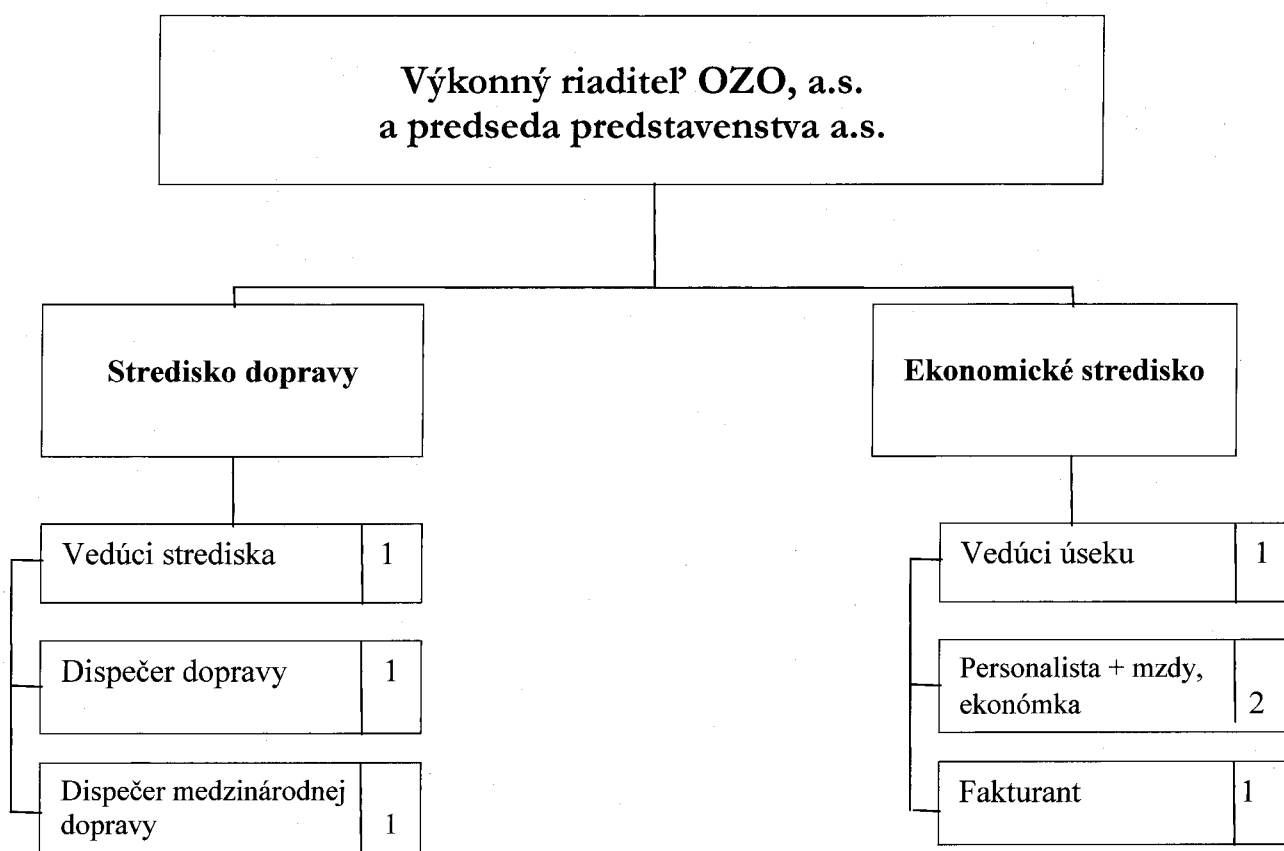 Výkonný riaditeľ OZO, a.s.
a predseda predstavenstva a.s.
Stredisko dopravy
Ekonomické stredisko
Vedúci strediska 1
Dispečer dopravy 1
Dispečer medzinárodnej
dopravy 1
Vedúci úseku 1
Personalista + mzdy,
ekonómka 2
Fakturant 1